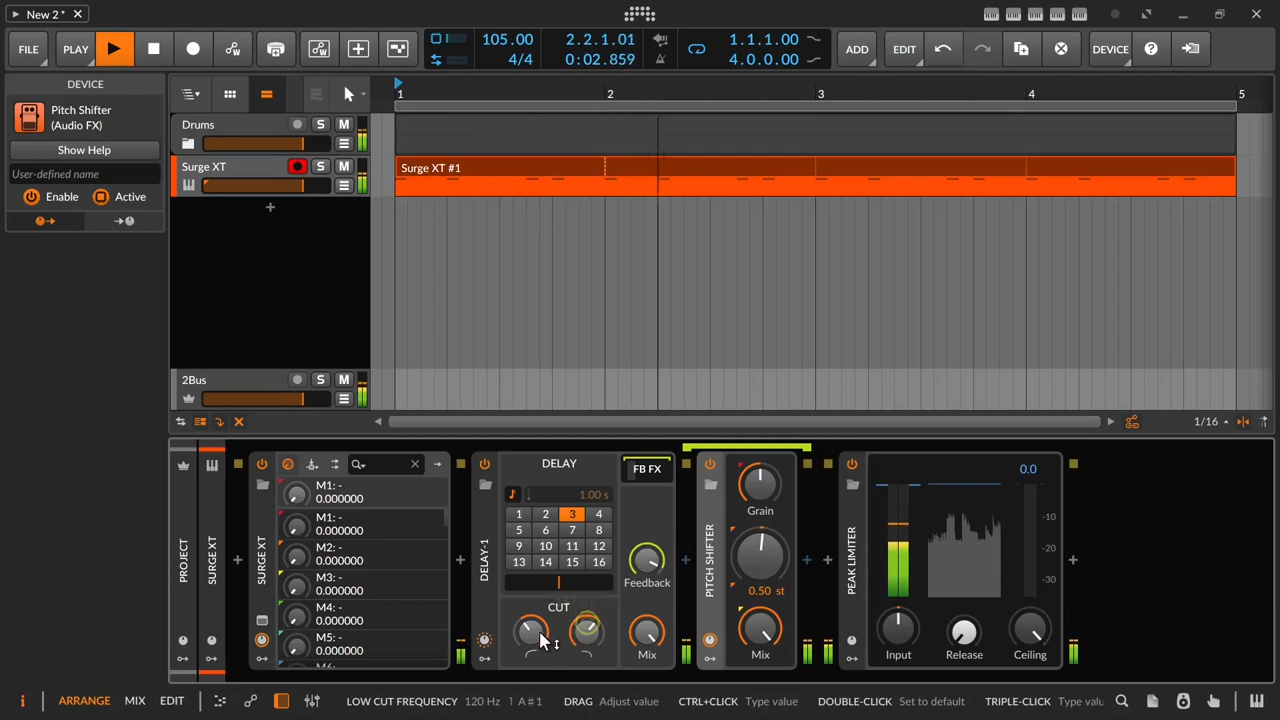 New 2 *
FILE
PLAY
105.00
4/4
2.2.1.01
0:02.859
1.1.1.00
4.0.0.00
ADD
EDIT
DEVICE
DEVICE
Pitch Shifter
(Audio FX)
Show Help
User-defined name
Enable
Active
1
2
3
4
5
Drums
S
M
Surge XT
S
M
Surge XT #1
2Bus
S
M
1/16
PROJECT
SURGE XT
SURGE XT
M1: -
0.000000
M1: -
0.000000
M2: -
0.000000
M3: -
0.000000
M4: -
0.000000
M5: -
0.000000
DELAY-1
DELAY
1.00 s
1 2 3 4
5 6 7 8
9 10 11 12
13 14 15 16
CUT
FB FX
Feedback
Mix
PITCH SHIFTER
Grain
0.50 st
Mix
PEAK LIMITER
0.0
-10
-20
-30
Input
Release
Ceiling
ARRANGE
MIX
EDIT
LOW CUT FREQUENCY 120 Hz 1 A#1
DRAG Adjust value
CTRL+CLICK Type value
DOUBLE-CLICK Set to default
TRIPLE-CLICK Type valu